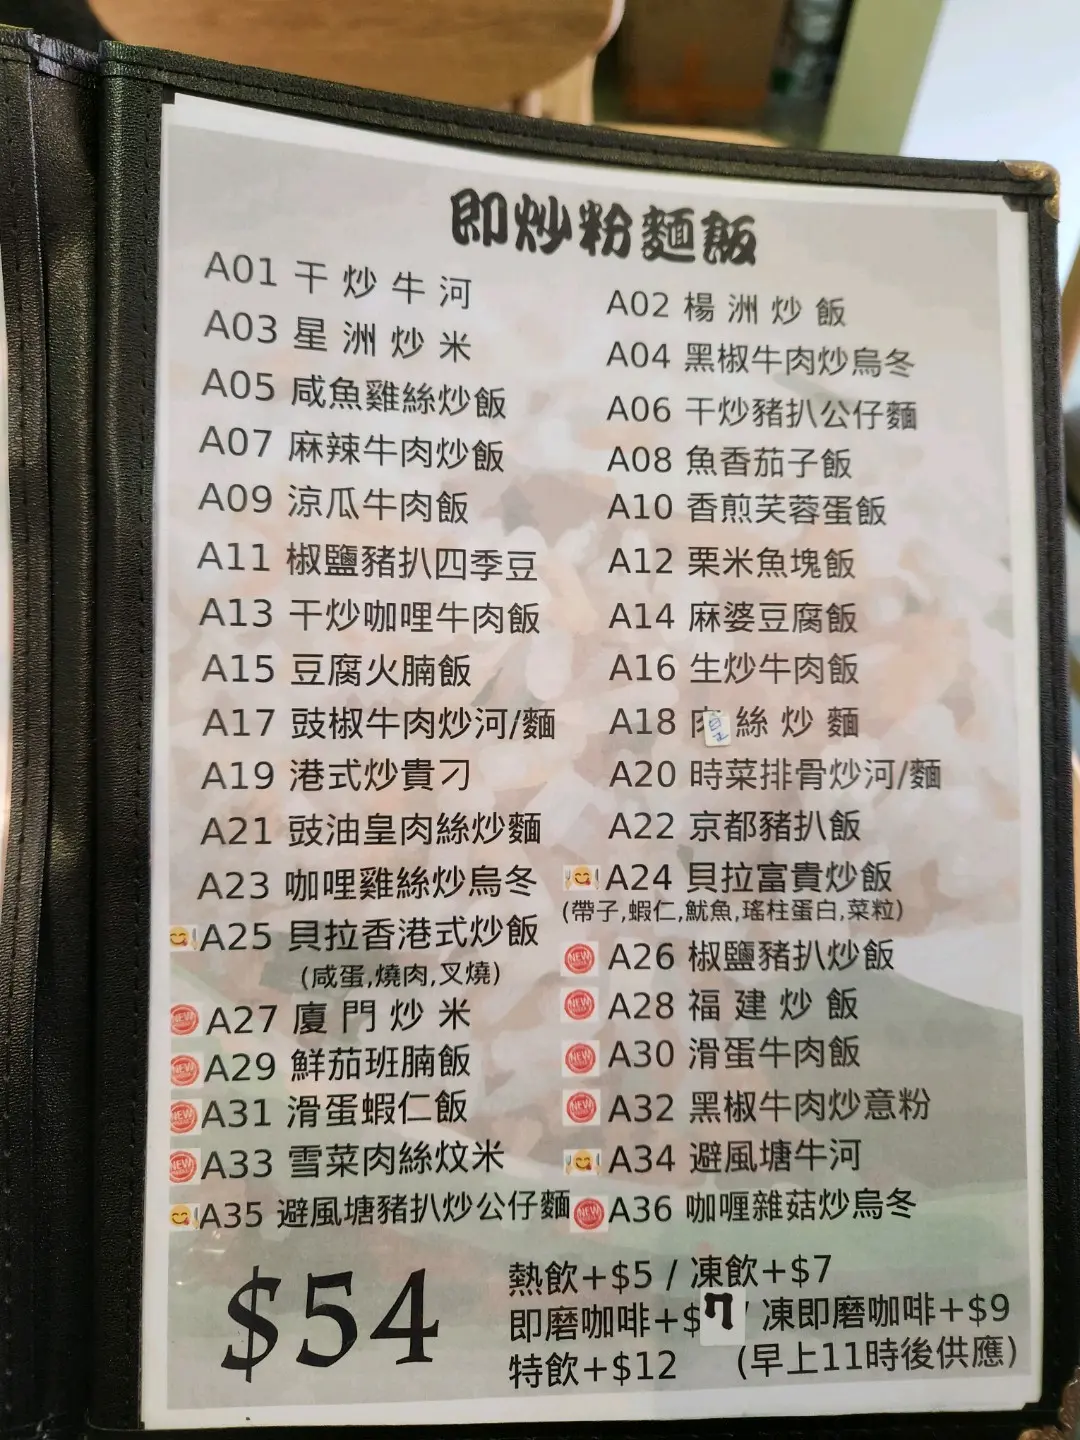 即炒粉麵飯
A01 干炒牛河
A02 楊洲炒飯
A03 星洲炒米
A04 黑椒牛肉炒烏冬
A05 咸魚雞絲炒飯
A06 干炒豬扒公仔麵
A07 麻辣牛肉炒飯
A08 魚香茄子飯
A09 涼瓜牛肉飯
A10 香煎芙蓉蛋飯
A11 椒鹽豬扒四季豆
A12 栗米魚塊飯
A13 干炒咖哩牛肉飯
A14 麻婆豆腐飯
A15 豆腐火腩飯
A16 生炒牛肉飯
A17 豉椒牛肉炒河/麵
A18 肉絲炒麵
A19 港式炒貴刁
A20 時菜排骨炒河/麵
A21 豉油皇肉絲炒麵
A22 京都豬扒飯
A23 咖哩雞絲炒烏冬
A24 貝拉富貴炒飯
(帶子,蝦仁,魷魚,瑤柱蛋白,菜粒)
A25 貝拉香港式炒飯
(咸蛋,燒肉,叉燒)
NEW A26 椒鹽豬扒炒飯
NEW A27 廈門炒米
NEW A28 福建炒飯
NEW A29 鮮茄班腩飯
NEW A30 滑蛋牛肉飯
NEW A31 滑蛋蝦仁飯
NEW A32 黑椒牛肉炒意粉
NEW A33 雪菜肉絲炆米
A34 避風塘牛河
A35 避風塘豬扒炒公仔麵
NEW A36 咖喱雜菇炒烏冬
$54
熱飲+$5 / 凍飲+$7
即磨咖啡+$7 / 凍即磨咖啡+$9
特飲+$12 (早上11時後供應)